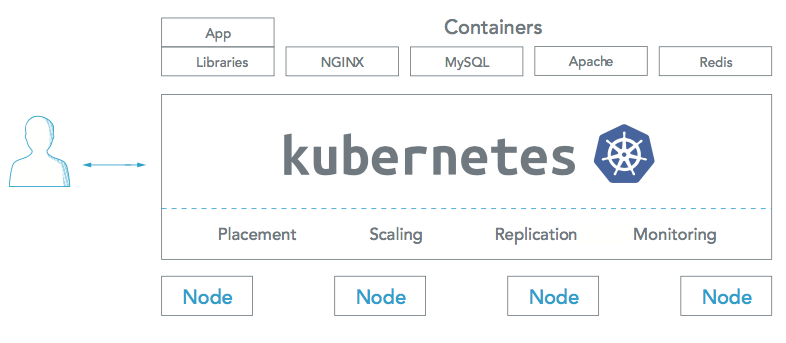 Containers
App
Libraries
NGINX
MySQL
Apache
Redis
kubernetes
Placement Scaling Replication Monitoring
Node Node Node Node